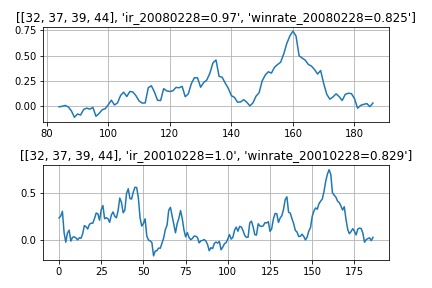 [[32, 37, 39, 44], 'ir_20080228=0.97', 'winrate_20080228=0.825']
0.75
0.50
0.25
0.00
80 100 120 140 160 180
[[32, 37, 39, 44], 'ir_20010228=1.0', 'winrate_20010228=0.829']
0.5
0.0
0 25 50 75 100 125 150 175